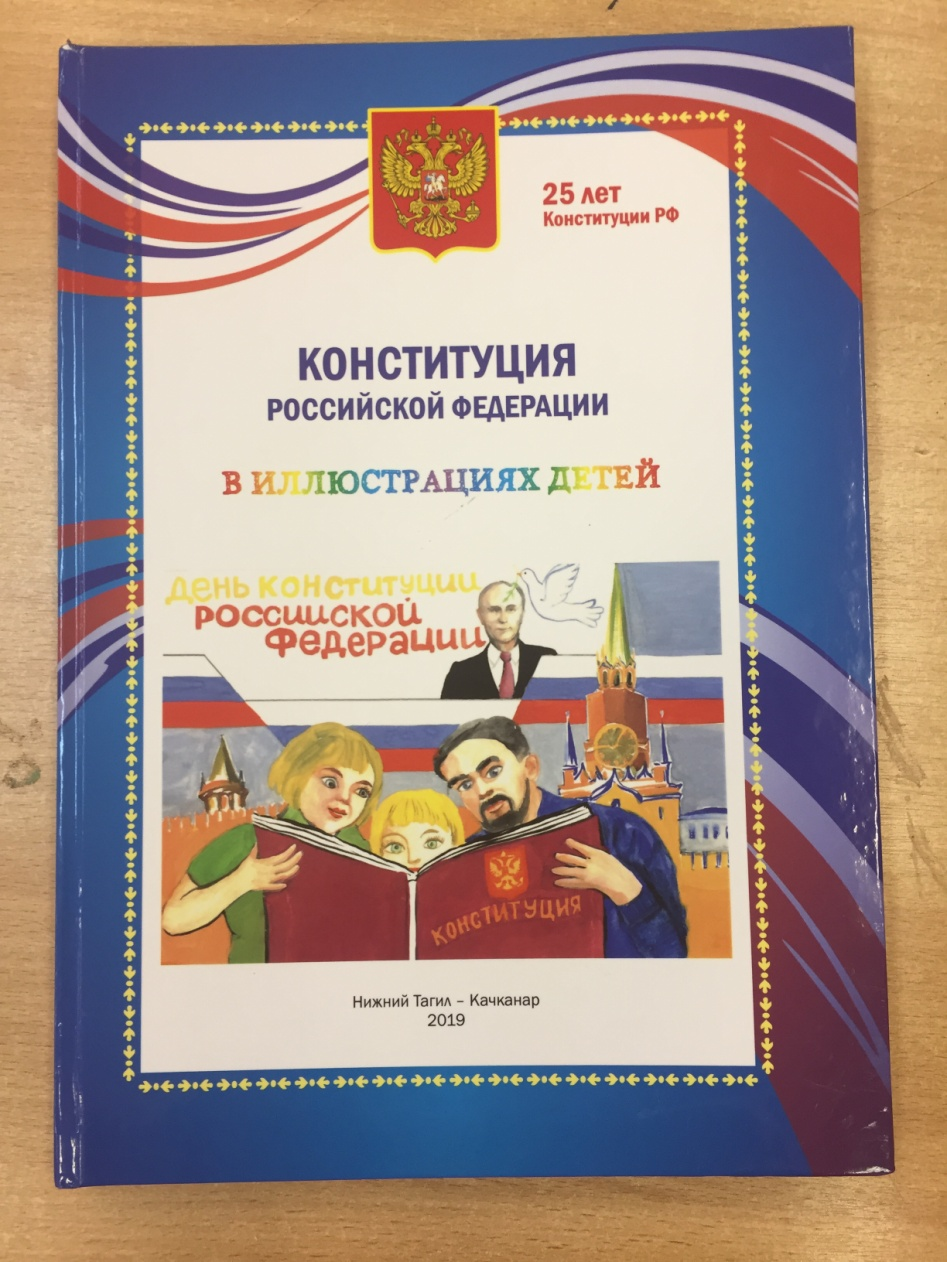 25 лет
Конституции РФ
КОНСТИТУЦИЯ
РОССИЙСКОЙ ФЕДЕРАЦИИ
В ИЛЛЮСТРАЦИЯХ ДЕТЕЙ
День конституции
российской
Федерации
КОНСТИТУЦИЯ
Нижний Тагил – Качканар
2019